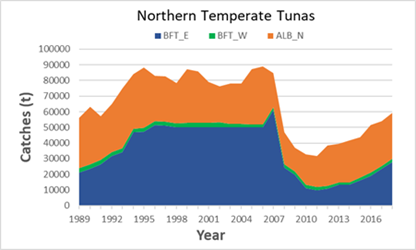 Northern Temperate Tunas
BFT_E BFT_W ALB_N
Catches (t)
100000
90000
80000
70000
60000
50000
40000
30000
20000
10000
0
1989 1992 1995 1998 2001 2004 2007 2010 2013 2016
Year